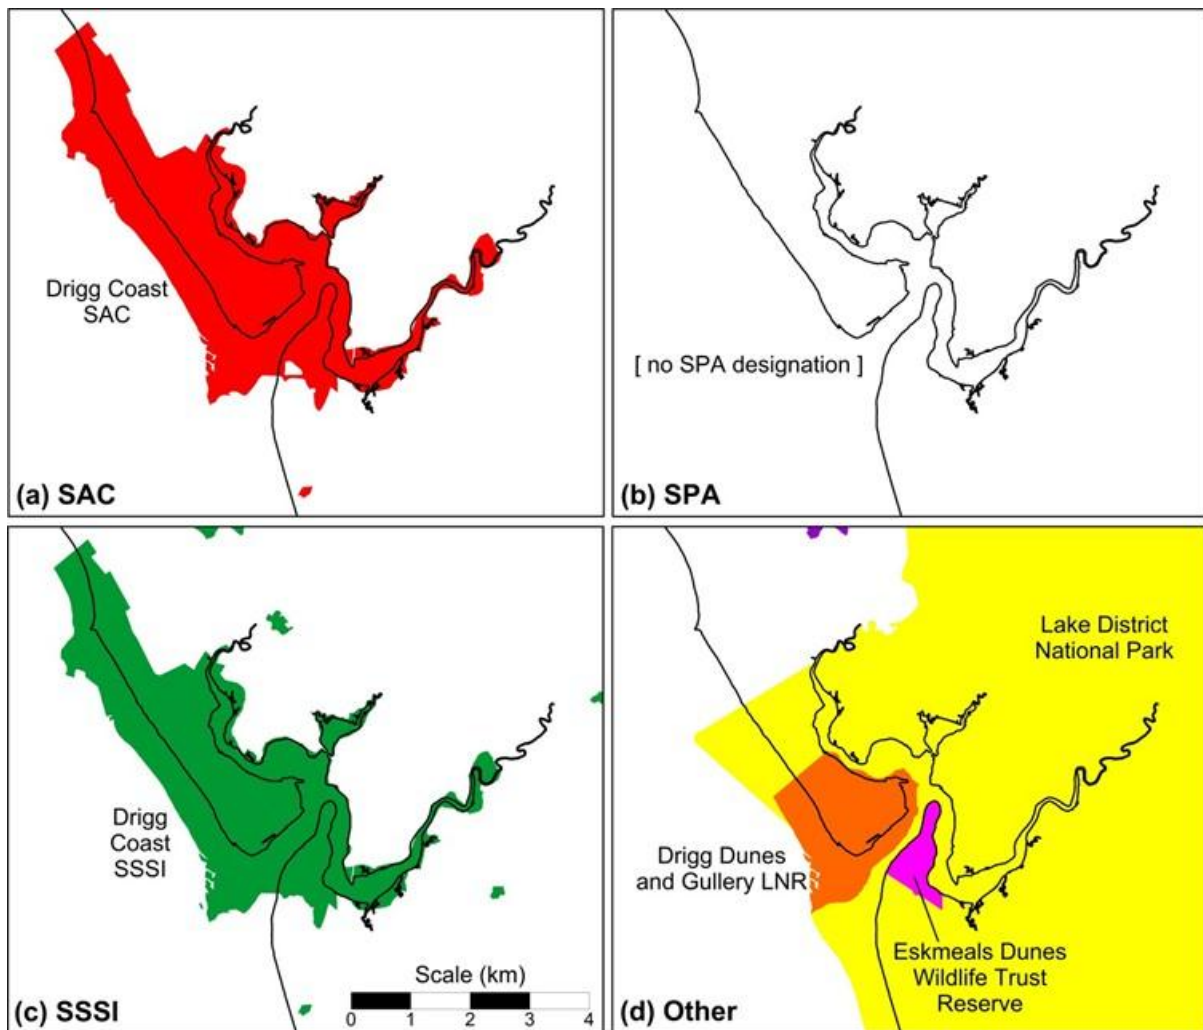 Drigg Coast
SAC
(a) SAC
[ no SPA designation ]
(b) SPA
Drigg
Coast
SSSI
Scale (km)
0 1 2 3 4
(c) SSSI
Lake District
National Park
Drigg Dunes
and Gullery LNR
Eskmeals Dunes
Wildlife Trust
Reserve
(d) Other